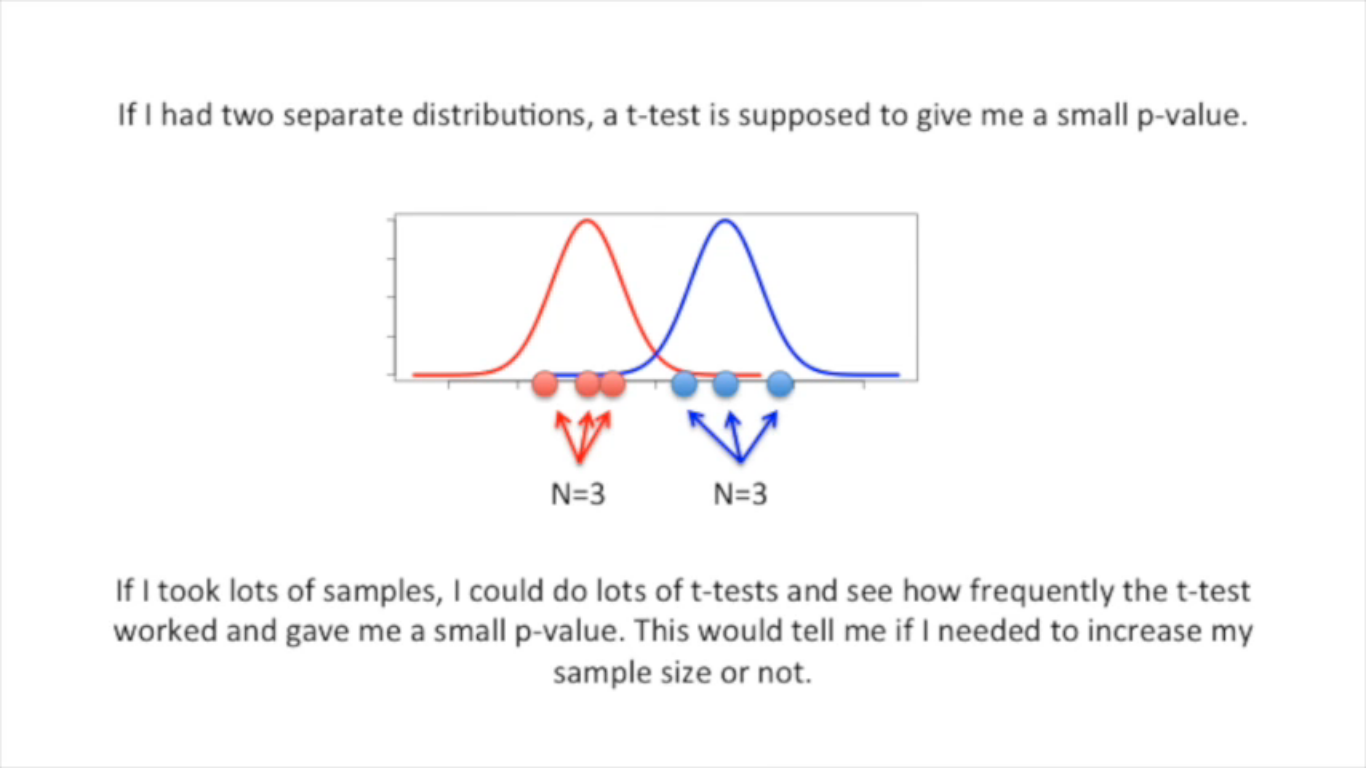 If I had two separate distributions, a t-test is supposed to give me a small p-value.
N=3
N=3
If I took lots of samples, I could do lots of t-tests and see how frequently the t-test
worked and gave me a small p-value. This would tell me if I needed to increase my
sample size or not.